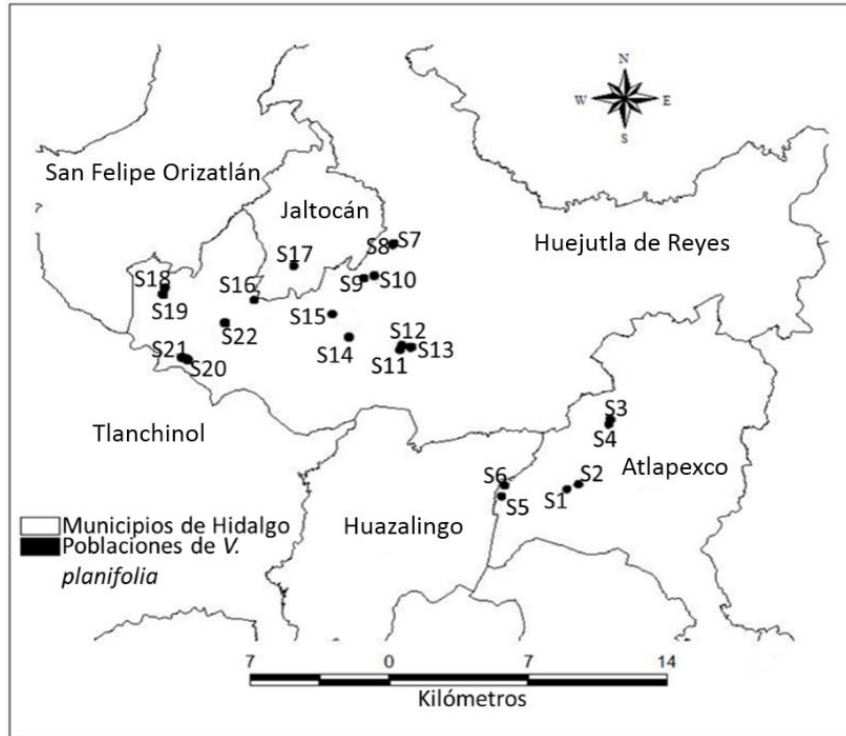 N
W E
S
San Felipe Orizatlán
Jaltocán
Huejutla de Reyes
S7
S8
S17
S9
S10
S18
S19
S16
S15
S22
S12
S13
S14
S11
S21
S20
S3
S4
Tlanchinol
Atlapexco
S6
S2
S1
S5
Huazalingo
Municipios de Hidalgo
Poblaciones de V.
planifolia
7 0 7 14
Kilómetros